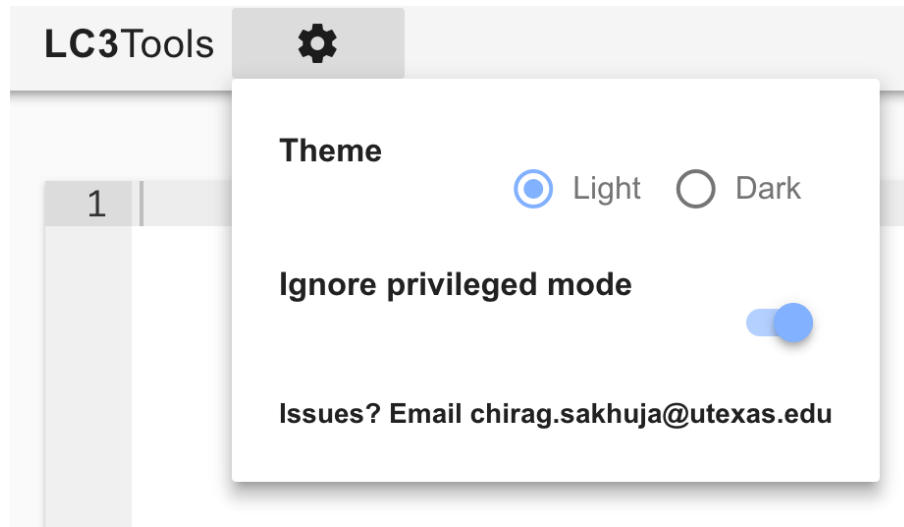 LC3Tools
Theme
Light Dark
1
Ignore privileged mode
Issues? Email chirag.sakhuja@utexas.edu